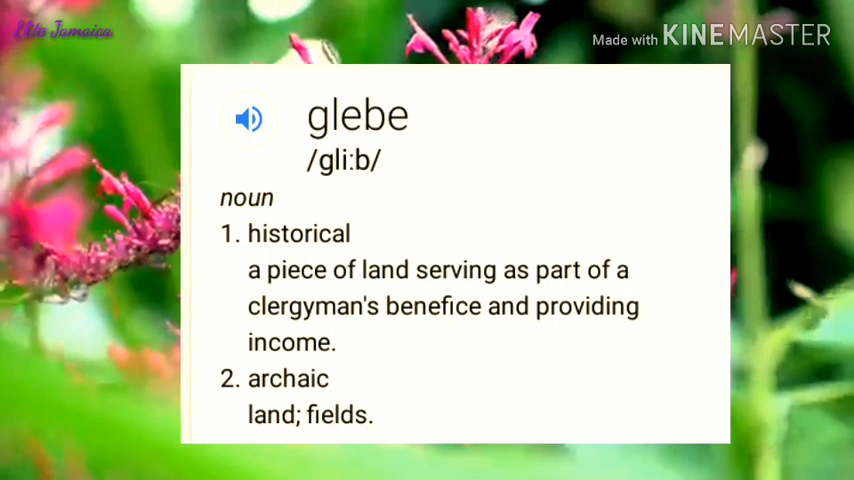 Ella Jamaica
Made with KINEMASTER
glebe
/ɡliːb/
noun
1. historical
a piece of land serving as part of a
clergyman's benefice and providing
income.
2. archaic
land; fields.